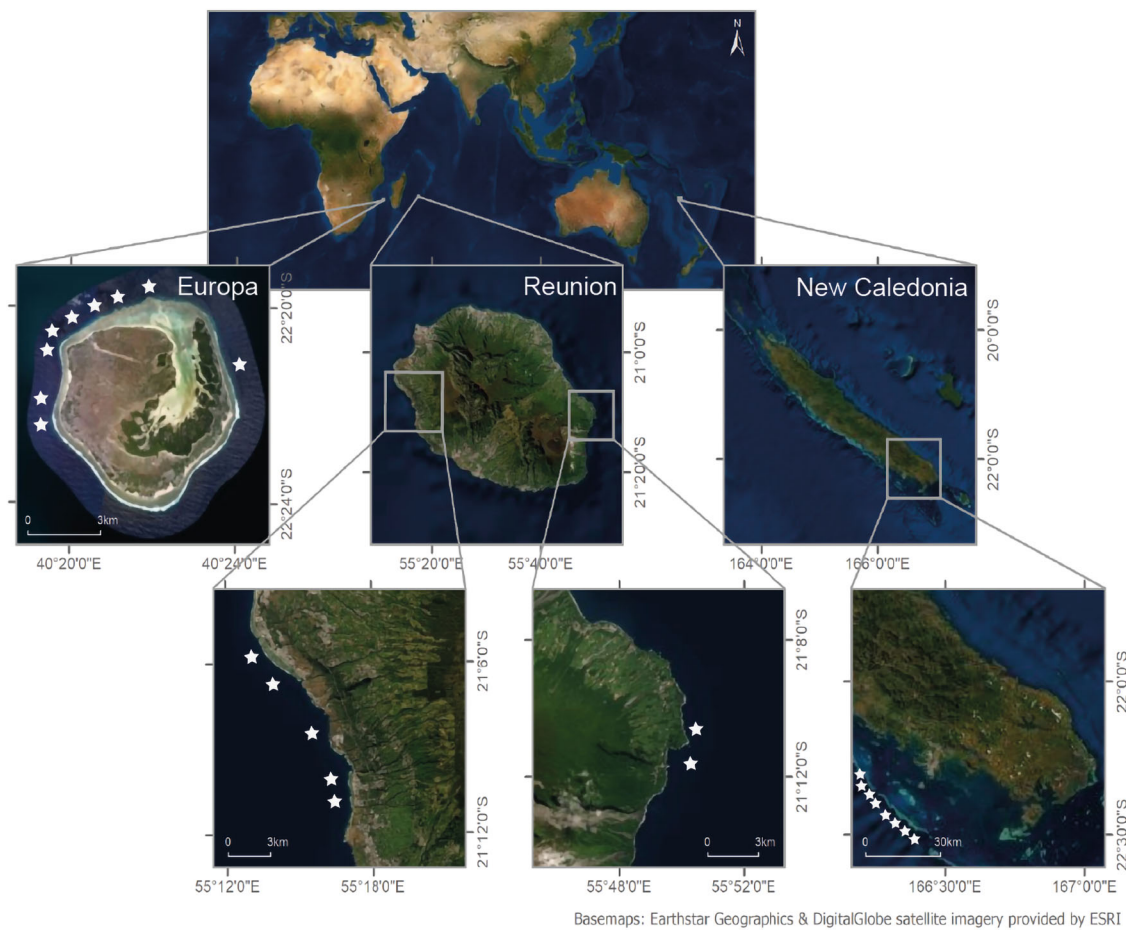 N
Europa
Reunion
New Caledonia
22°20'0"S
22°24'0"S
0 3km
40°20'0"E 40°24'0"E
21°0'0"S
21°20'0"S
55°20'0"E 55°40'0"E
20°0'0"S
22°0'0"S
164°0'0"E 166°0'0"E
21°6'0"S
21°12'0"S
0 3km
55°12'0"E 55°18'0"E
21°8'0"S
21°12'0"S
0 3km
55°48'0"E 55°52'0"E
22°0'0"S
22°30'0"S
0 30km
166°30'0"E 167°0'0"E
Basemaps: Earthstar Geographics & DigitalGlobe satellite imagery provided by ESRI